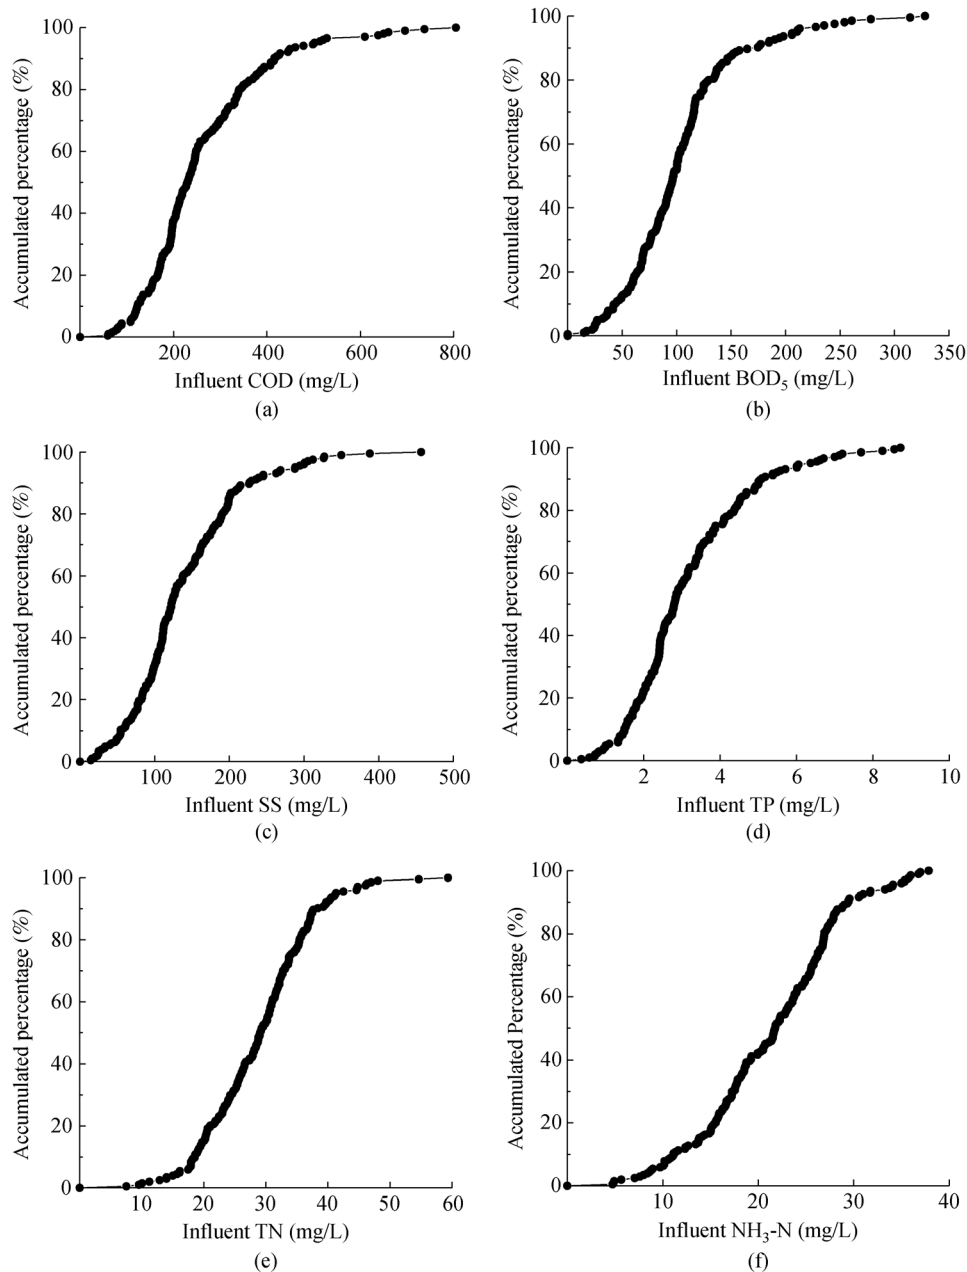 100
80
60
40
20
0
Accumulated percentage (%)
200 400 600 800
Influent COD (mg/L)
(a)
100
80
60
40
20
0
Accumulated percentage (%)
50 100 150 200 250 300 350
Influent BOD5 (mg/L)
(b)
100
80
60
40
20
0
Accumulated percentage (%)
100 200 300 400 500
Influent SS (mg/L)
(c)
100
80
60
40
20
0
Accumulated percentage (%)
2 4 6 8 10
Influent TP (mg/L)
(d)
100
80
60
40
20
0
Accumulated percentage (%)
10 20 30 40 50 60
Influent TN (mg/L)
(e)
100
80
60
40
20
0
Accumulated Percentage (%)
10 20 30 40
Influent NH3-N (mg/L)
(f)